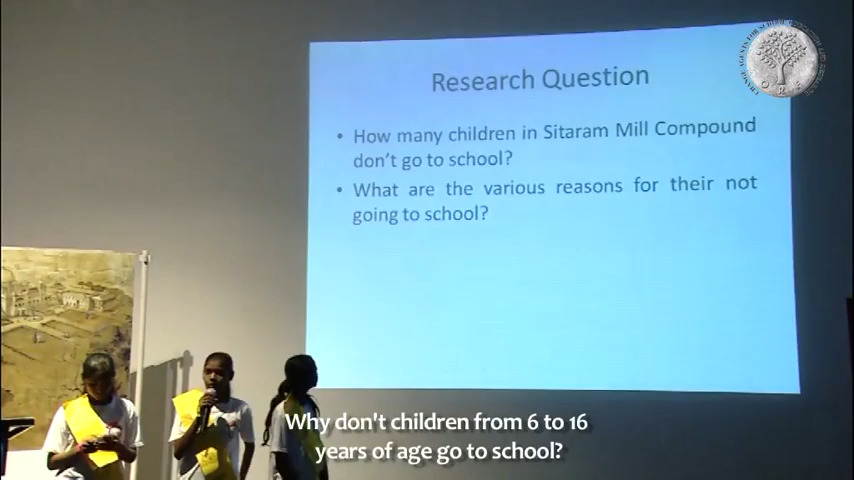 Research Question
• How many children in Sitaram Mill Compound
don't go to school?
• What are the various reasons for their not
going to school?
Why don't children from 6 to 16
years of age go to school?